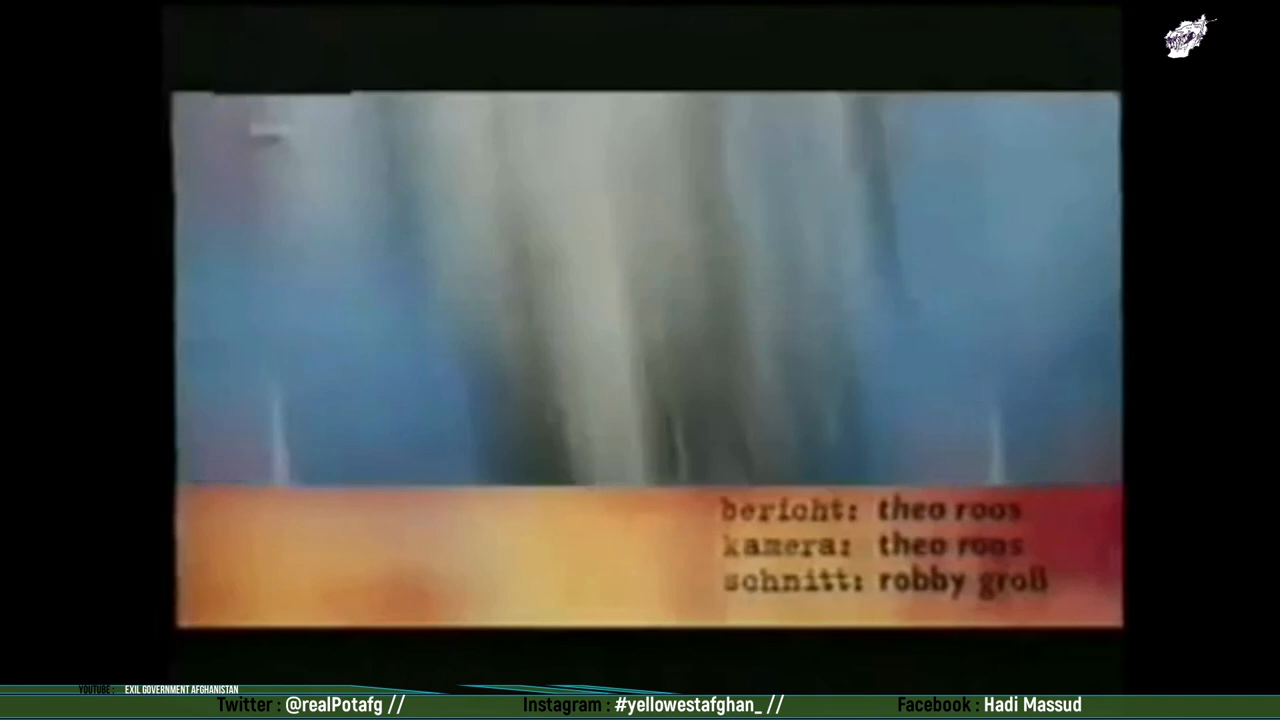 bericht: theo roos
kamera: theo roos
schnitt: robby groß
YOUTUBE : EXIL GOVERNMENT AFGHANISTAN
Twitter : @realPotafg // Instagram : #yellowestafghan_ // Facebook : Hadi Massud